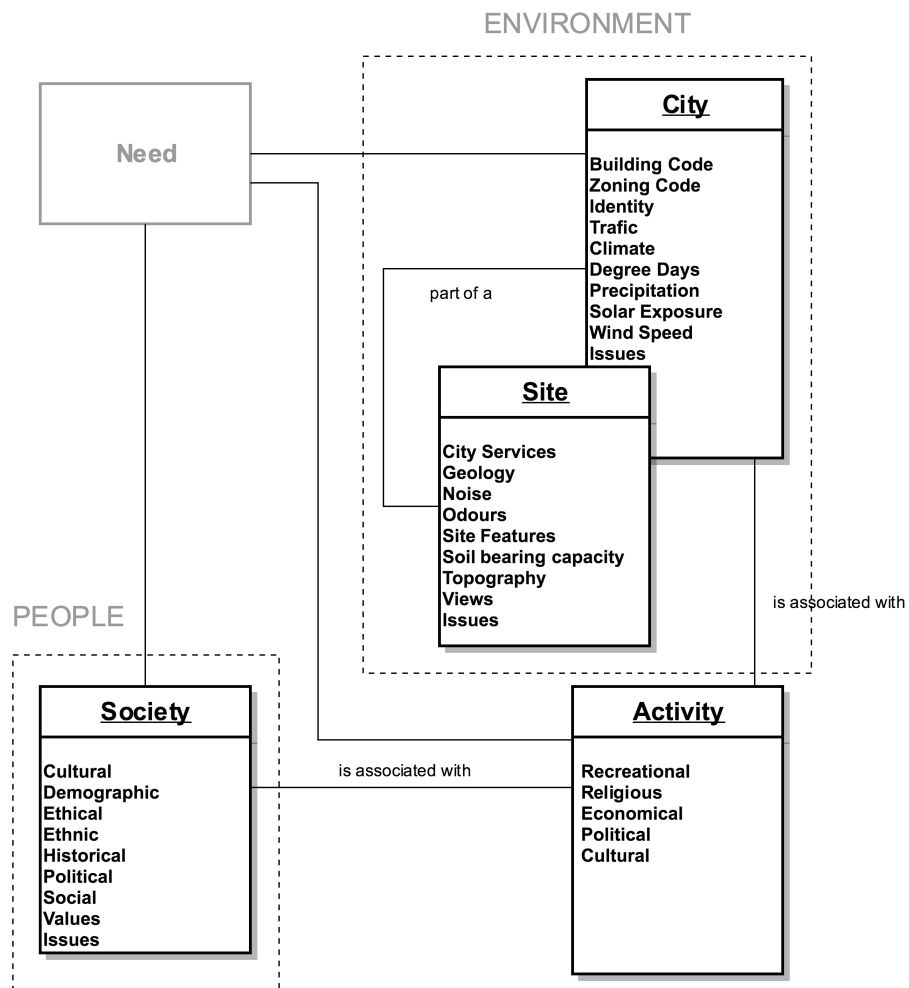 ENVIRONMENT
Need
City
Building Code
Zoning Code
Identity
Trafic
Climate
Degree Days
Precipitation
Solar Exposure
Wind Speed
Issues
part of a
Site
City Services
Geology
Noise
Odours
Site Features
Soil bearing capacity
Topography
Views
Issues
is associated with
PEOPLE
Society
Cultural
Demographic
Ethical
Ethnic
Historical
Political
Social
Values
Issues
is associated with
Activity
Recreational
Religious
Economical
Political
Cultural